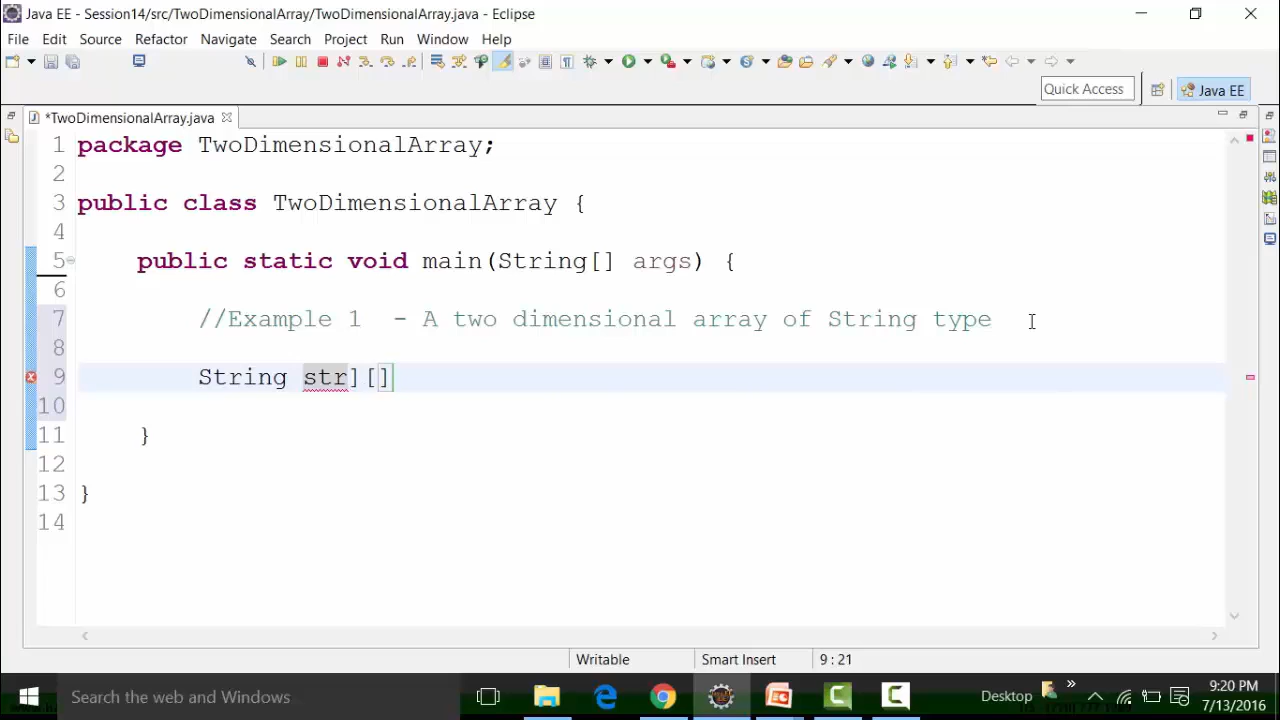 Java EE - Session14/src/TwoDimensionalArray/TwoDimensionalArray.java - Eclipse
File Edit Source Refactor Navigate Search Project Run Window Help
Quick Access Java EE
*TwoDimensionalArray.java
1 package TwoDimensionalArray;
2
3 public class TwoDimensionalArray {
4
5 public static void main(String[] args) {
6
7 //Example 1 - A two dimensional array of String type
8
9 String str][]
10
11 }
12
13 }
14
Writable Smart Insert 9 : 21
Search the web and Windows Desktop 9:20 PM
7/13/2016